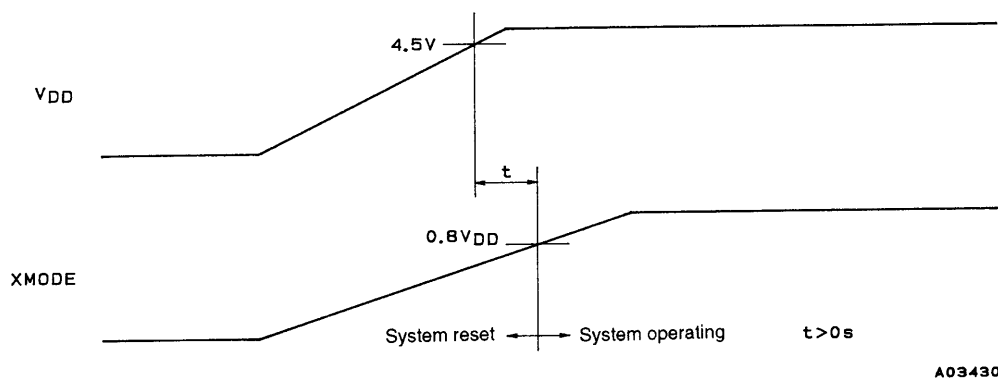 4.5V
VDD
t
0.8VDD
XMODE
System reset
System operating
t>0s
A03430